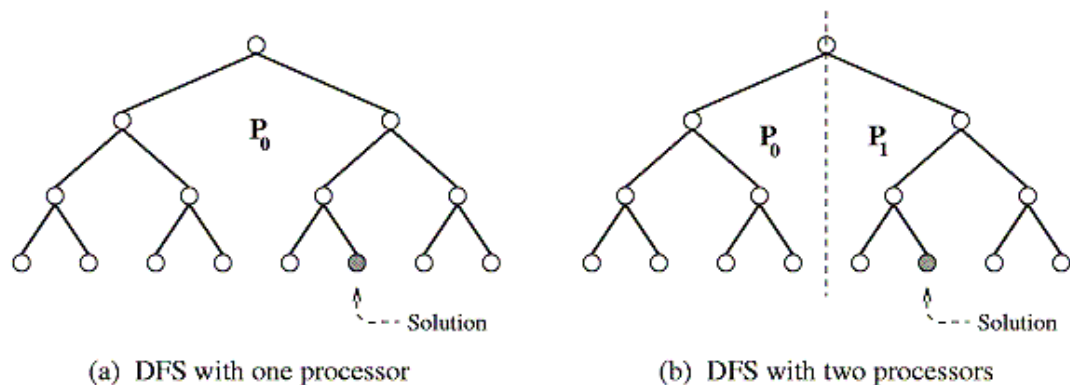 P0
P0
P1
Solution
Solution
(a) DFS with one processor
(b) DFS with two processors